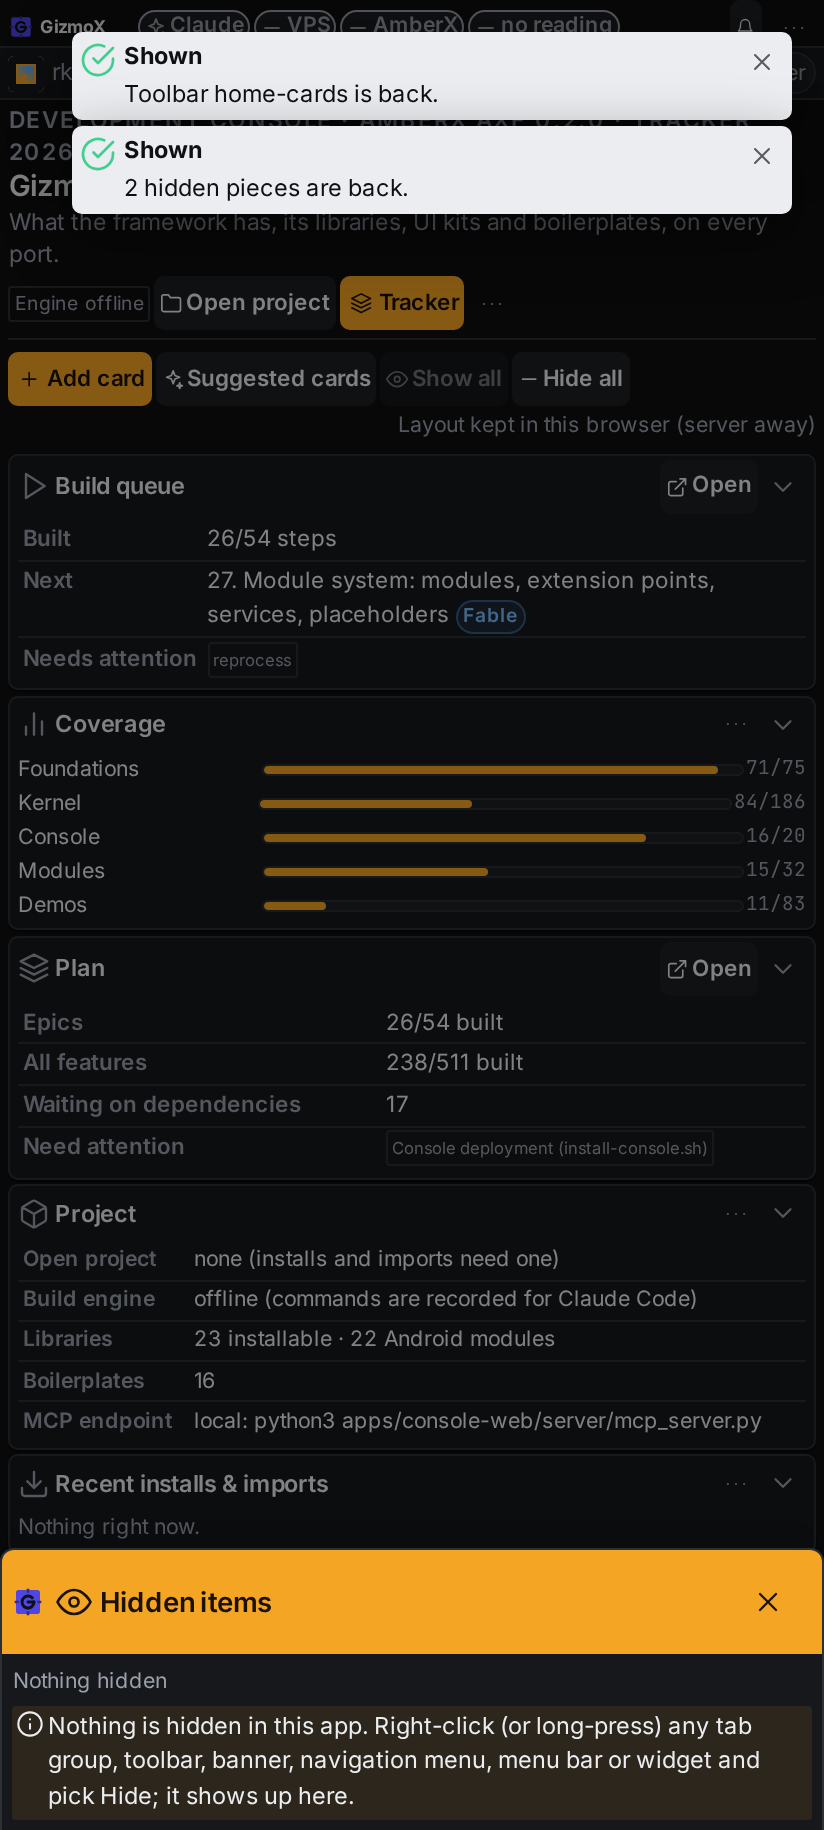 GizmoX
Claude
VPS
AmberX
no reading
Shown
Toolbar home-cards is back.
Shown
2 hidden pieces are back.
2026
What the framework has, its libraries, UI kits and boilerplates, on every
port.
Engine offline
Open project
Tracker
Add card
Suggested cards
Show all
Hide all
Layout kept in this browser (server away)
Build queue
Open
Built
26/54 steps
Next
27. Module system: modules, extension points,
services, placeholders Fable
Needs attention
reprocess
Coverage
Foundations
71/75
Kernel
84/186
Console
16/20
Modules
15/32
Demos
11/83
Plan
Open
Epics
26/54 built
All features
238/511 built
Waiting on dependencies
17
Need attention
Console deployment (install-console.sh)
Project
Open project
none (installs and imports need one)
Build engine
offline (commands are recorded for Claude Code)
Libraries
23 installable · 22 Android modules
Boilerplates
16
MCP endpoint
local: python3 apps/console-web/server/mcp_server.py
Recent installs & imports
Nothing right now.
Hidden items
Nothing hidden
Nothing is hidden in this app. Right-click (or long-press) any tab
group, toolbar, banner, navigation menu, menu bar or widget and
pick Hide; it shows up here.